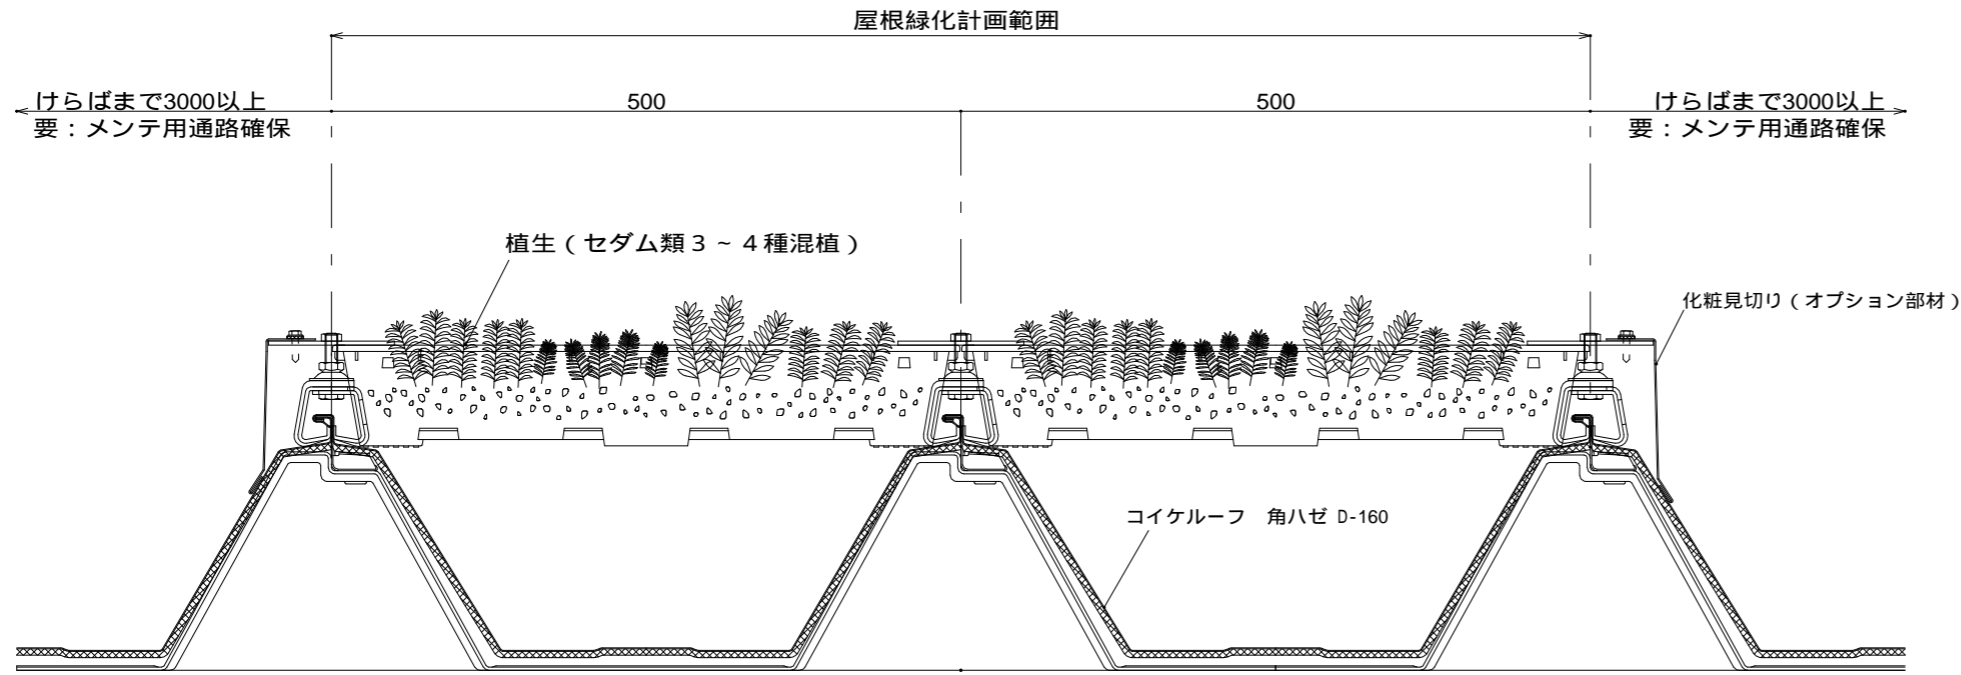 屋根緑化計画範囲
けらばまで3000以上
要：メンテ用通路確保
500
500
けらばまで3000以上
要：メンテ用通路確保
植生（セダム類３～４種混植）
化粧見切り（オプション部材）
コイケルーフ　角ハゼ D-160